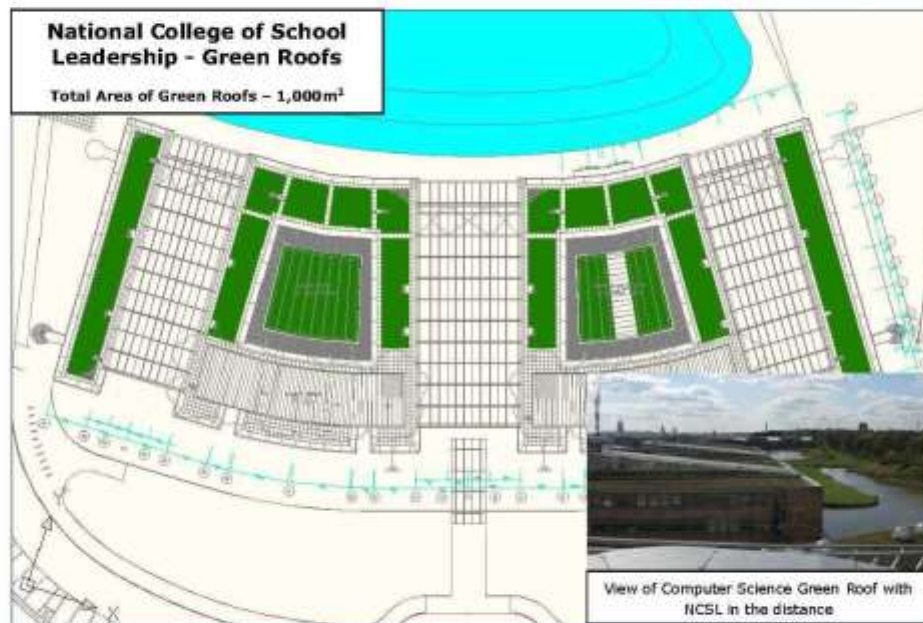 National College of School
Leadership - Green Roofs
Total Area of Green Roofs – 1,000m²
View of Computer Science Green Roof with
NCSL in the distance